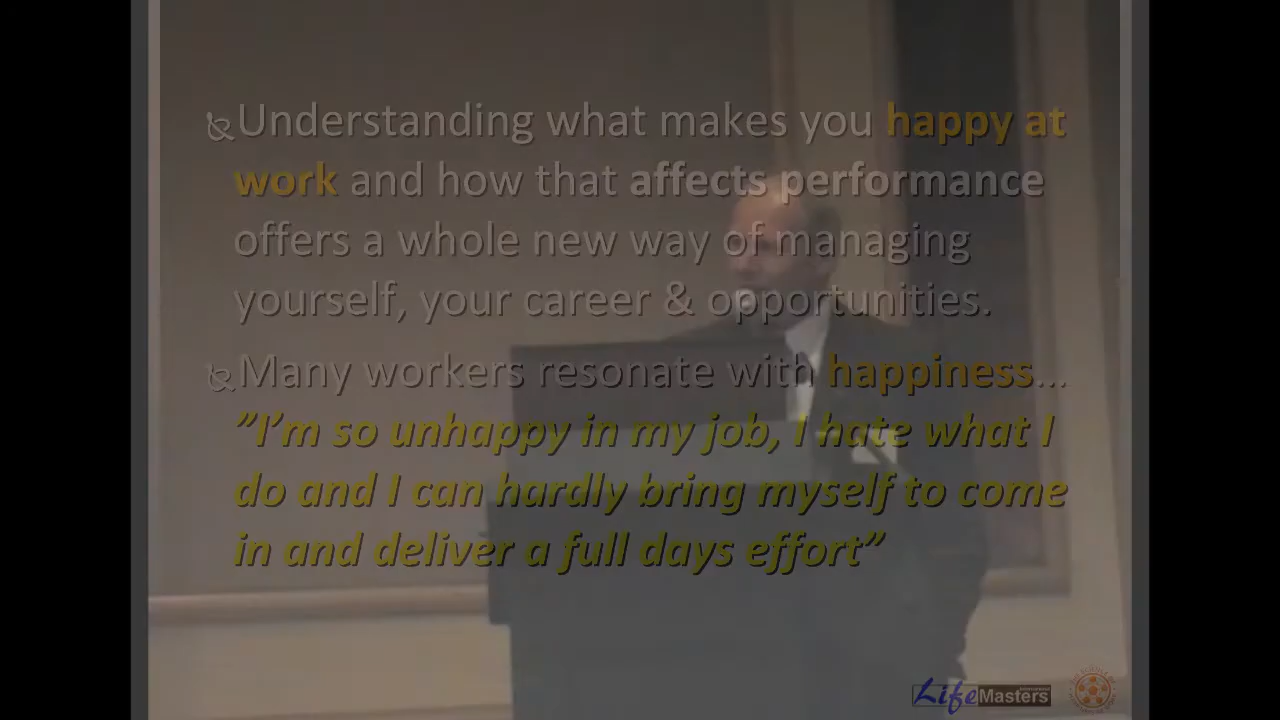 Understanding what makes you happy at
work and how that affects performance
offers a whole new way of managing
yourself, your career & opportunities.
Many workers resonate with happiness...
”I’m so unhappy in my job, I hate what I
do and I can hardly bring myself to come
in and deliver a full days effort”
LifeMasters